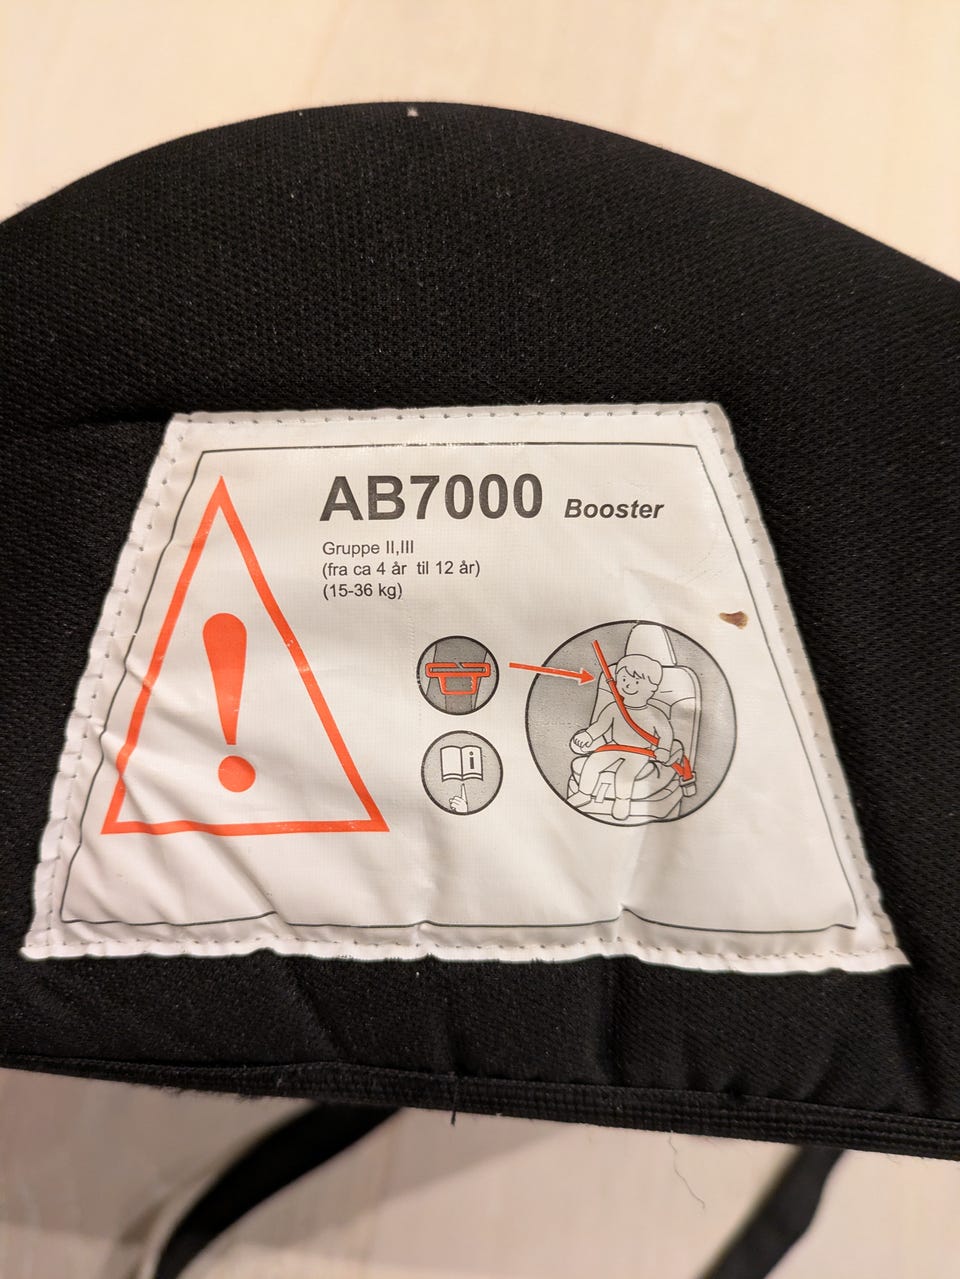 AB7000 Booster
Gruppe II,III
(fra ca 4 år til 12 år)
(15-36 kg)
i